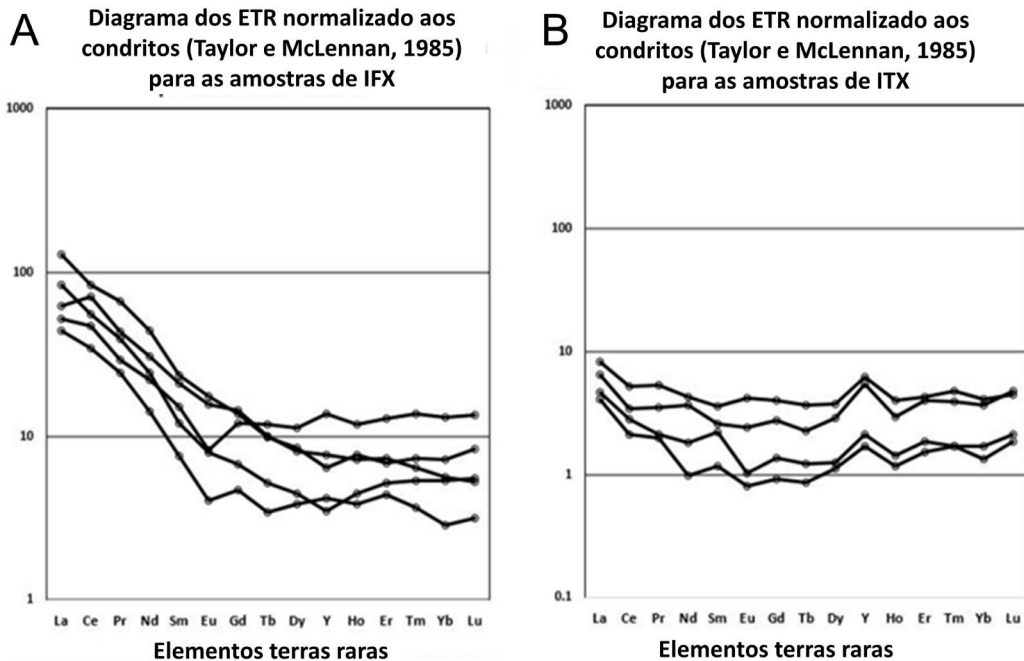 A
Diagrama dos ETR normalizado aos
condritos (Taylor e McLennan, 1985)
para as amostras de IFX
1000
100
10
1
La Ce Pr Nd Sm Eu Gd Tb Dy Y Ho Er Tm Yb Lu
Elementos terras raras
B
Diagrama dos ETR normalizado aos
condritos (Taylor e McLennan, 1985)
para as amostras de ITX
1000
100
10
1
0.1
La Ce Pr Nd Sm Eu Gd Tb Dy Y Ho Er Tm Yb Lu
Elementos terras raras